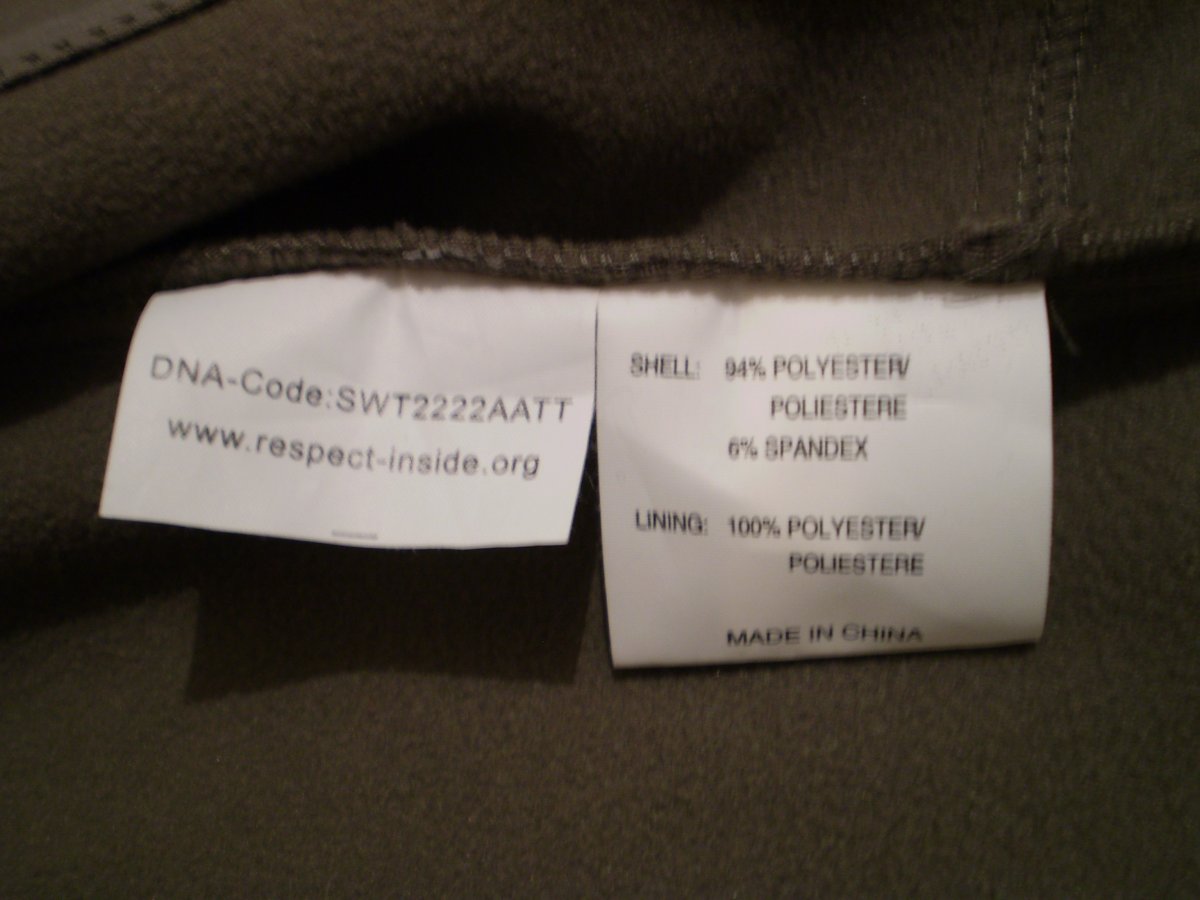 DNA-Code:SWT2222AATT
www.respect-inside.org
SHELL: 94% POLYESTER/
POLIESTERE
6% SPANDEX
LINING: 100% POLYESTER/
POLIESTERE
MADE IN CHINA